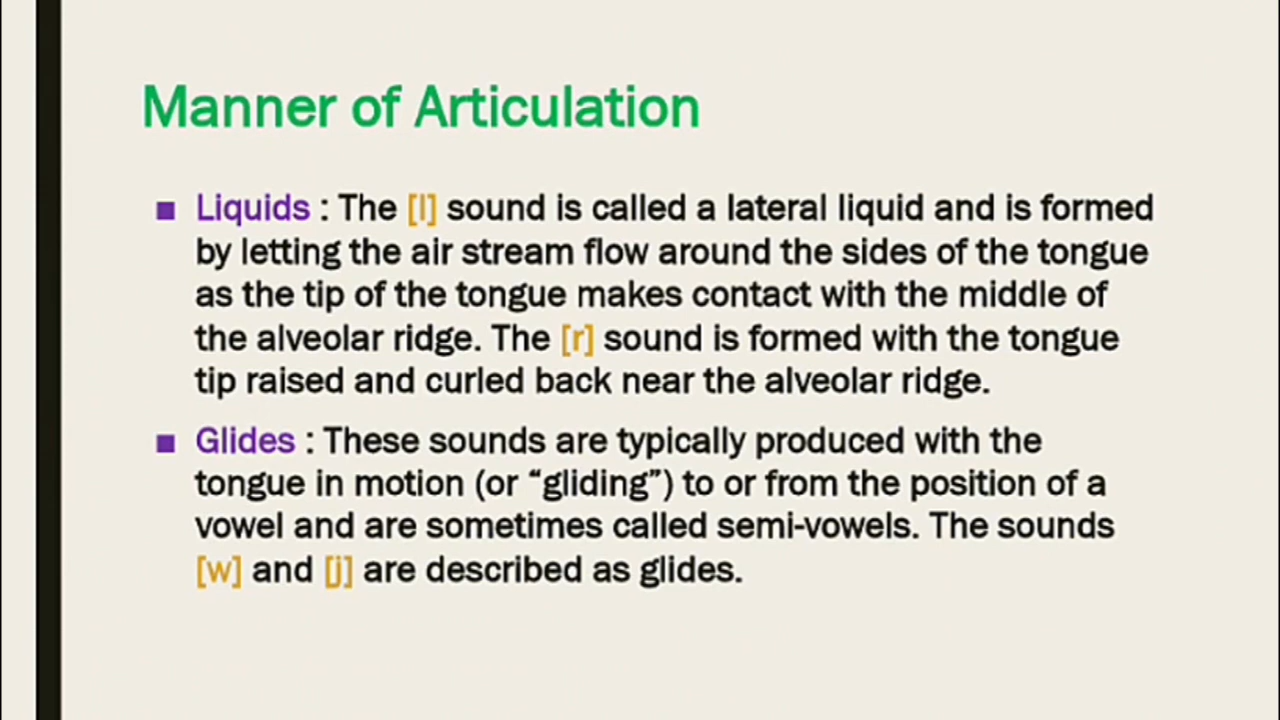 Manner of Articulation
▪ Liquids : The [l] sound is called a lateral liquid and is formed
by letting the air stream flow around the sides of the tongue
as the tip of the tongue makes contact with the middle of
the alveolar ridge. The [r] sound is formed with the tongue
tip raised and curled back near the alveolar ridge.
▪ Glides : These sounds are typically produced with the
tongue in motion (or “gliding”) to or from the position of a
vowel and are sometimes called semi-vowels. The sounds
[w] and [j] are described as glides.